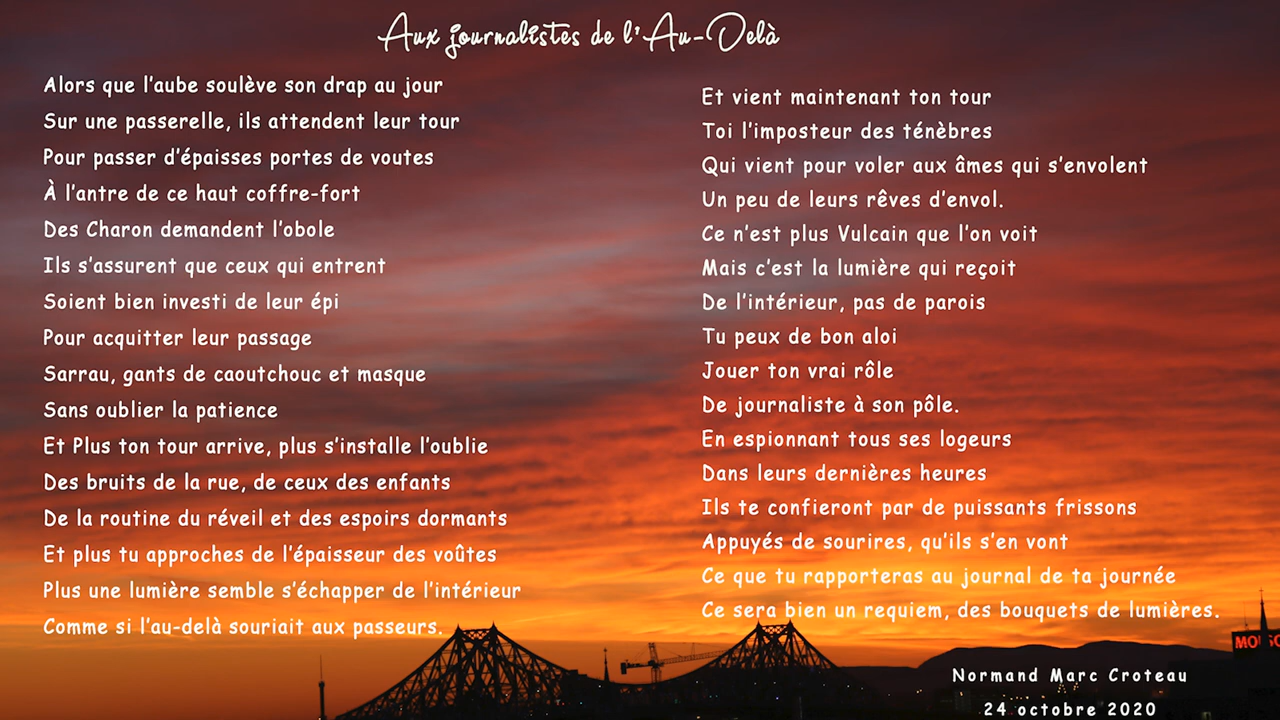 Aux journalistes de l'Au-Delà
Alors que l'aube soulève son drap au jour
Sur une passerelle, ils attendent leur tour
Pour passer d'épaisses portes de voutes
À l'antre de ce haut coffre-fort
Des Charon demandent l'obole
Ils s'assurent que ceux qui entrent
Soient bien investi de leur épi
Pour acquitter leur passage
Sarrau, gants de caoutchouc et masque
Sans oublier la patience
Et Plus ton tour arrive, plus s'installe l'oublie
Des bruits de la rue, de ceux des enfants
De la routine du réveil et des espoirs dormants
Et plus tu approches de l'épaisseur des voûtes
Plus une lumière semble s'échapper de l'intérieur
Comme si l'au-delà souriait aux passeurs.
Et vient maintenant ton tour
Toi l'imposteur des ténèbres
Qui vient pour voler aux âmes qui s'envolent
Un peu de leurs rêves d'envol.
Ce n'est plus Vulcain que l'on voit
Mais c'est la lumière qui reçoit
De l'intérieur, pas de parois
Tu peux de bon aloi
Jouer ton vrai rôle
De journaliste à son pôle.
En espionnant tous ses logeurs
Dans leurs dernières heures
Ils te confieront par de puissants frissons
Appuyés de sourires, qu'ils s'en vont
Ce que tu rapporteras au journal de ta journée
Ce sera bien un requiem, des bouquets de lumières.
Normand Marc Croteau
24 octobre 2020